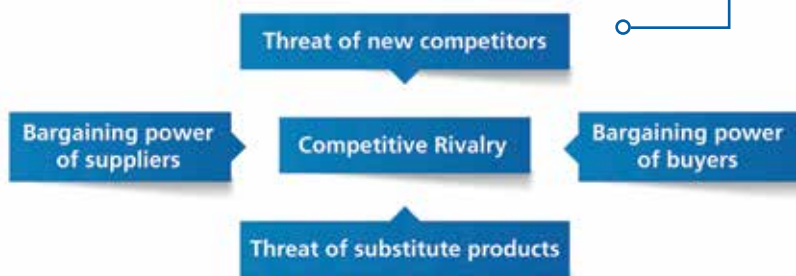 Threat of new competitors
Bargaining power
of suppliers
Competitive Rivalry
Bargaining power
of buyers
Threat of substitute products